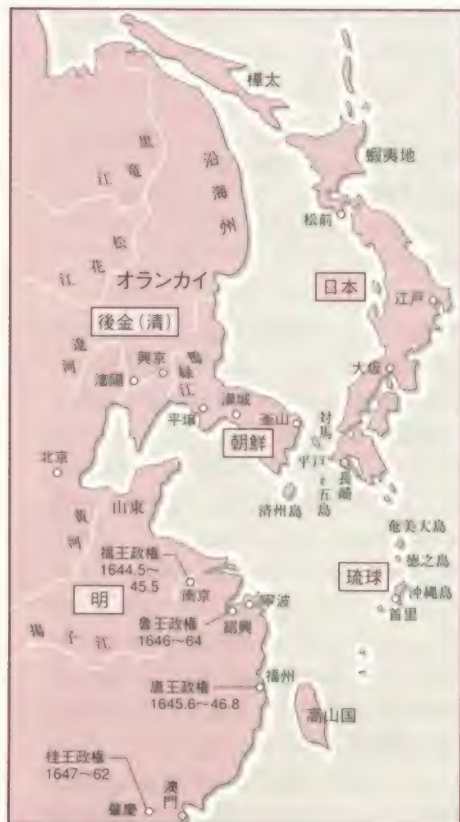 樺太
蝦夷地
松前
黒竜江
沿海州
松花江
オランカイ
日本
江戸
後金(清)
遼河
興京
瀋陽
鴨緑江
大坂
平壌
漢城
釜山
朝鮮
対馬
平戸
長崎
五島
済州島
北京
山東
黄河
奄美大島
徳之島
福王政権
1644.5~
45.5
南京
琉球
沖縄島
首里
明
寧波
魯王政権
1646~64
紹興
揚子江
福州
唐王政権
1645.6~46.8
高山国
桂王政権
1647~62
肇慶
澳門